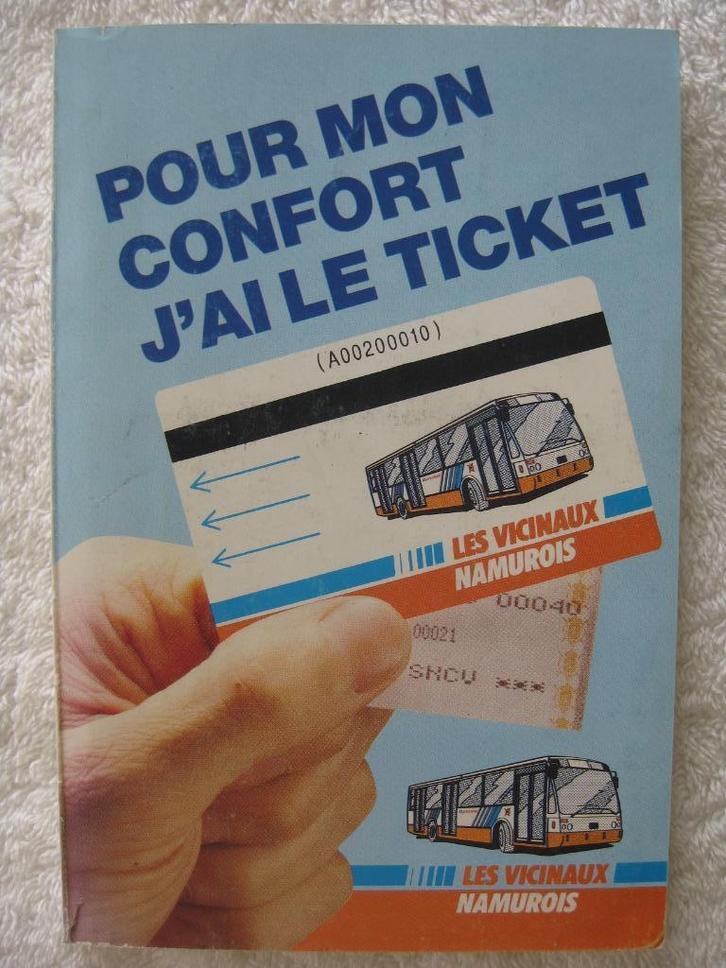 POUR MON
CONFORT
J'AI LE TICKET
(A00200010)
LES VICINAUX
NAMUROIS
00040
00021
SNCV ***
LES VICINAUX
NAMUROIS